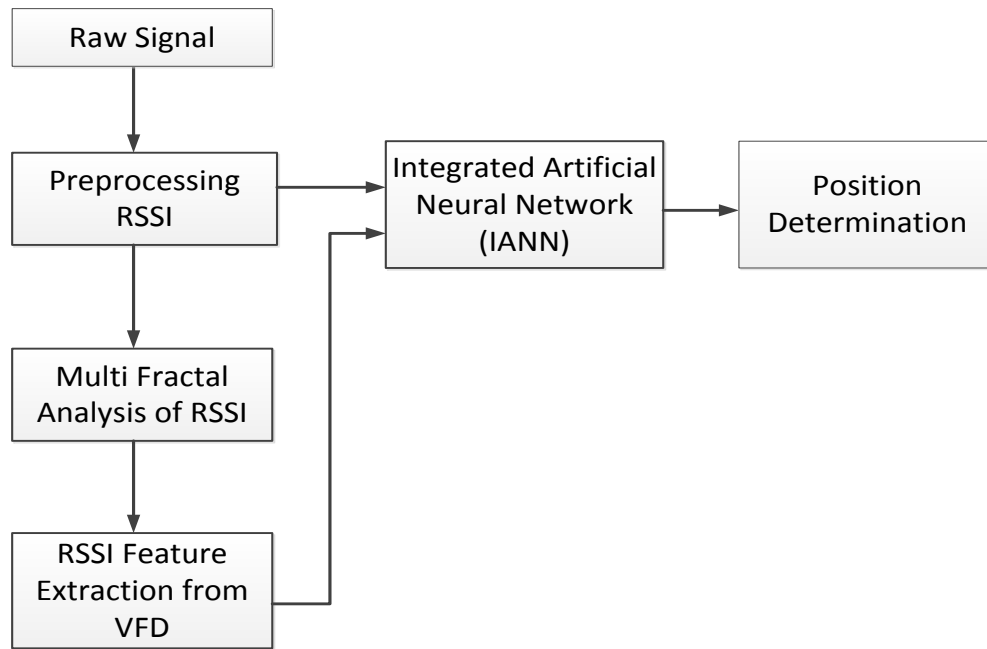 Raw Signal
Preprocessing
RSSI
Integrated Artificial
Neural Network
(IANN)
Position
Determination
Multi Fractal
Analysis of RSSI
RSSI Feature
Extraction from
VFD